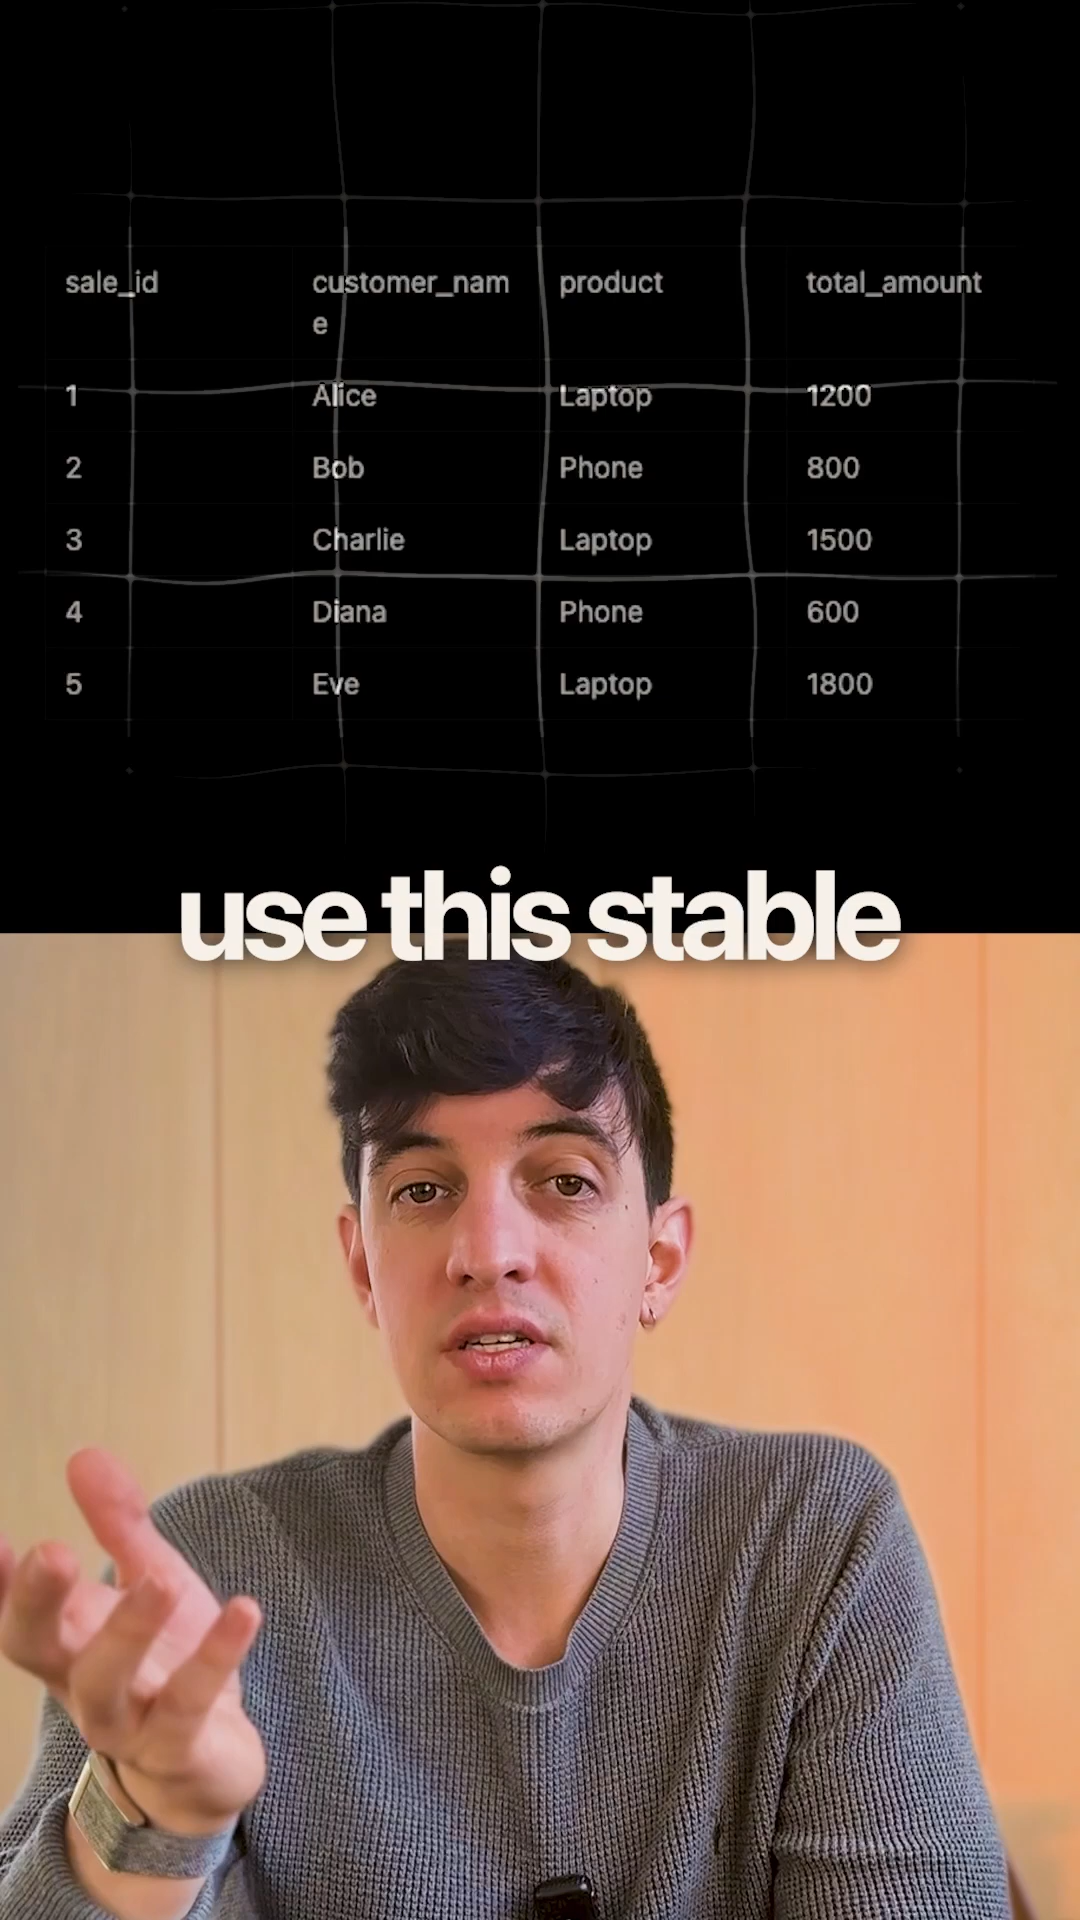 sale_id customer_nam product total_amount
e
1 Alice Laptop 1200
2 Bob Phone 800
3 Charlie Laptop 1500
4 Diana Phone 600
5 Eve Laptop 1800
use this stable